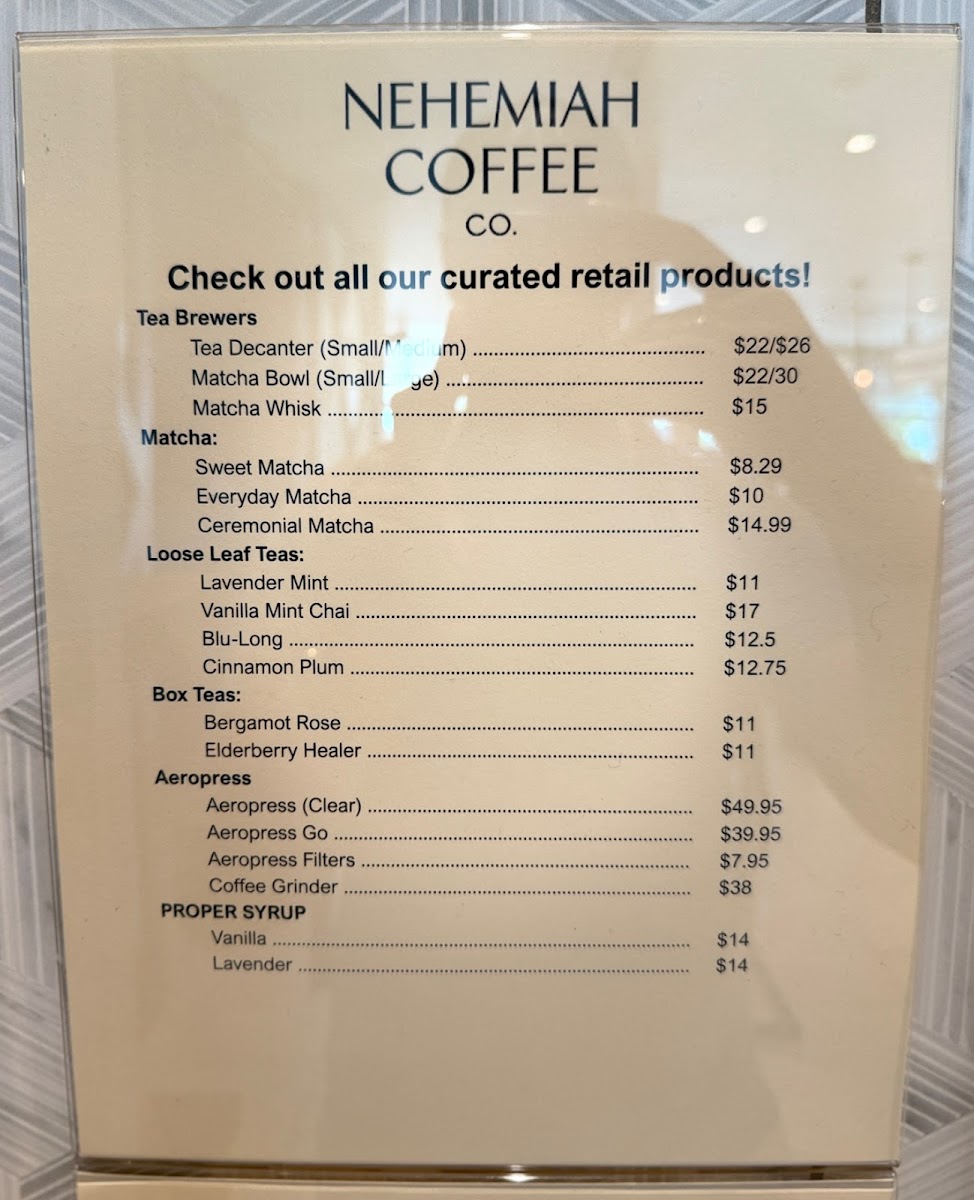 NEHEMIAH
COFFEE
CO.
Check out all our curated retail products!
Tea Brewers
Tea Decanter (Small/Medium) ........................................ $22/$26
Matcha Bowl (Small/Large) ............................................ $22/30
Matcha Whisk ................................................................ $15
Matcha:
Sweet Matcha ............................................................... $8.29
Everyday Matcha .......................................................... $10
Ceremonial Matcha ...................................................... $14.99
Loose Leaf Teas:
Lavender Mint .............................................................. $11
Vanilla Mint Chai .......................................................... $17
Blu-Long ...................................................................... $12.5
Cinnamon Plum ........................................................... $12.75
Box Teas:
Bergamot Rose ............................................................ $11
Elderberry Healer ........................................................ $11
Aeropress
Aeropress (Clear) ........................................................ $49.95
Aeropress Go .............................................................. $39.95
Aeropress Filters ......................................................... $7.95
Coffee Grinder ............................................................ $38
PROPER SYRUP
Vanilla ........................................................................ $14
Lavender .................................................................... $14